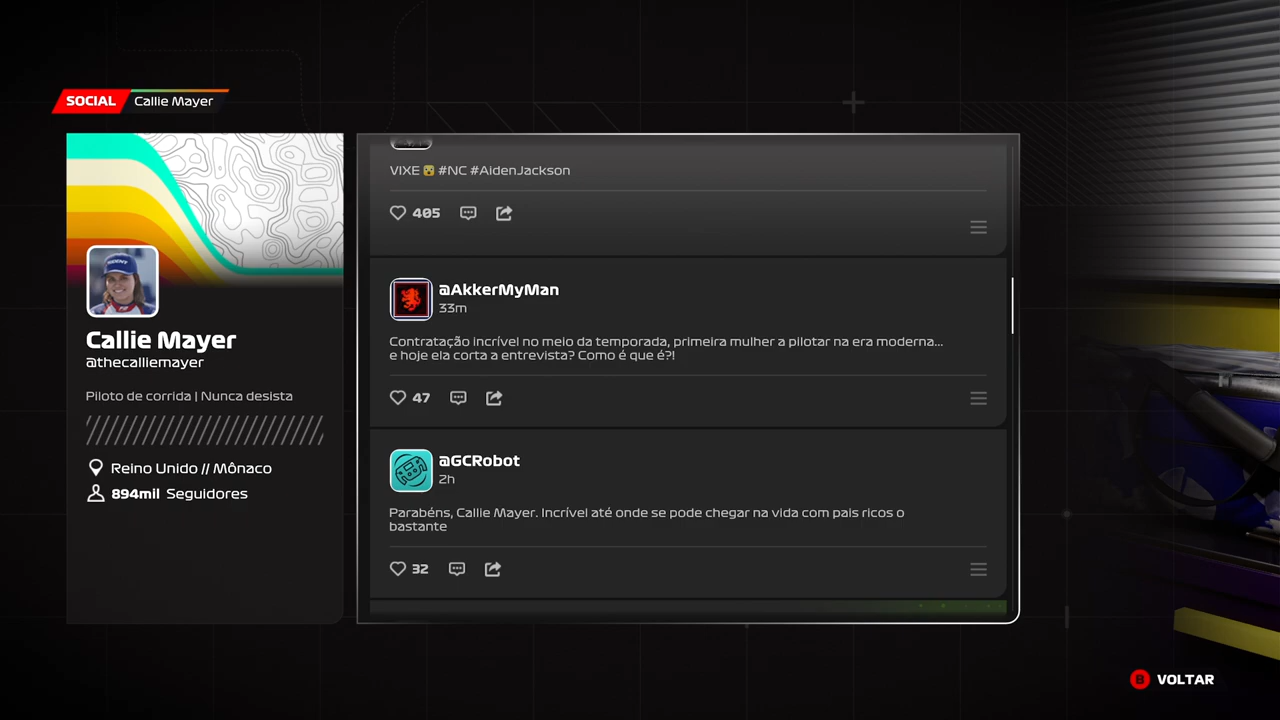 SOCIAL Callie Mayer
VIXE 😮 #NC #AidenJackson
405
@AkkerMyMan
33m
Contratação incrível no meio da temporada, primeira mulher a pilotar na era moderna...
e hoje ela corta a entrevista? Como é que é?!
47
@GCRobot
2h
Parabéns, Callie Mayer. Incrível até onde se pode chegar na vida com pais ricos o
bastante
32
TRIDENT
Callie Mayer
@thecalliemayer
Piloto de corrida | Nunca desista
Reino Unido // Mônaco
894mil Seguidores
B VOLTAR